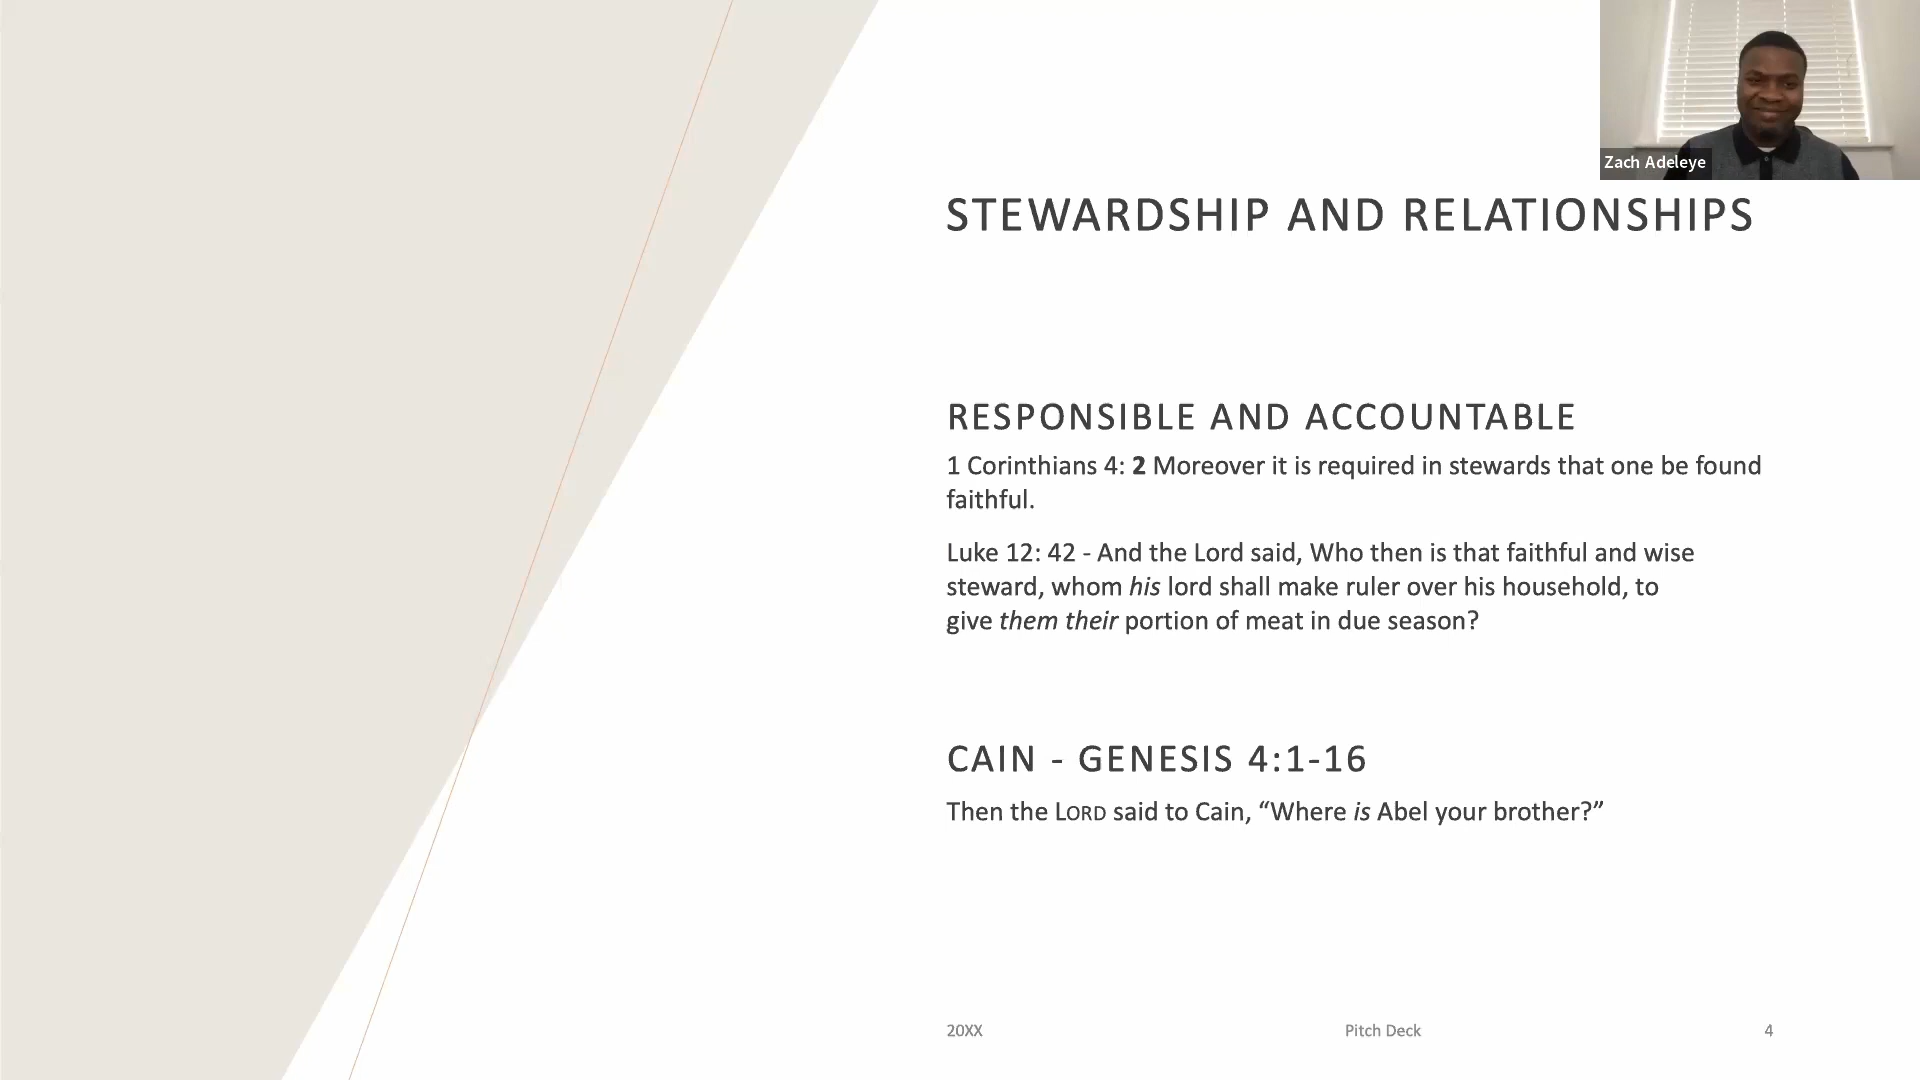 Zach Adeleye
STEWARDSHIP AND RELATIONSHIPS
RESPONSIBLE AND ACCOUNTABLE
1 Corinthians 4: 2 Moreover it is required in stewards that one be found
faithful.
Luke 12: 42 - And the Lord said, Who then is that faithful and wise
steward, whom his lord shall make ruler over his household, to
give them their portion of meat in due season?
CAIN - GENESIS 4:1-16
Then the LORD said to Cain, “Where is Abel your brother?”
20XX
Pitch Deck
4